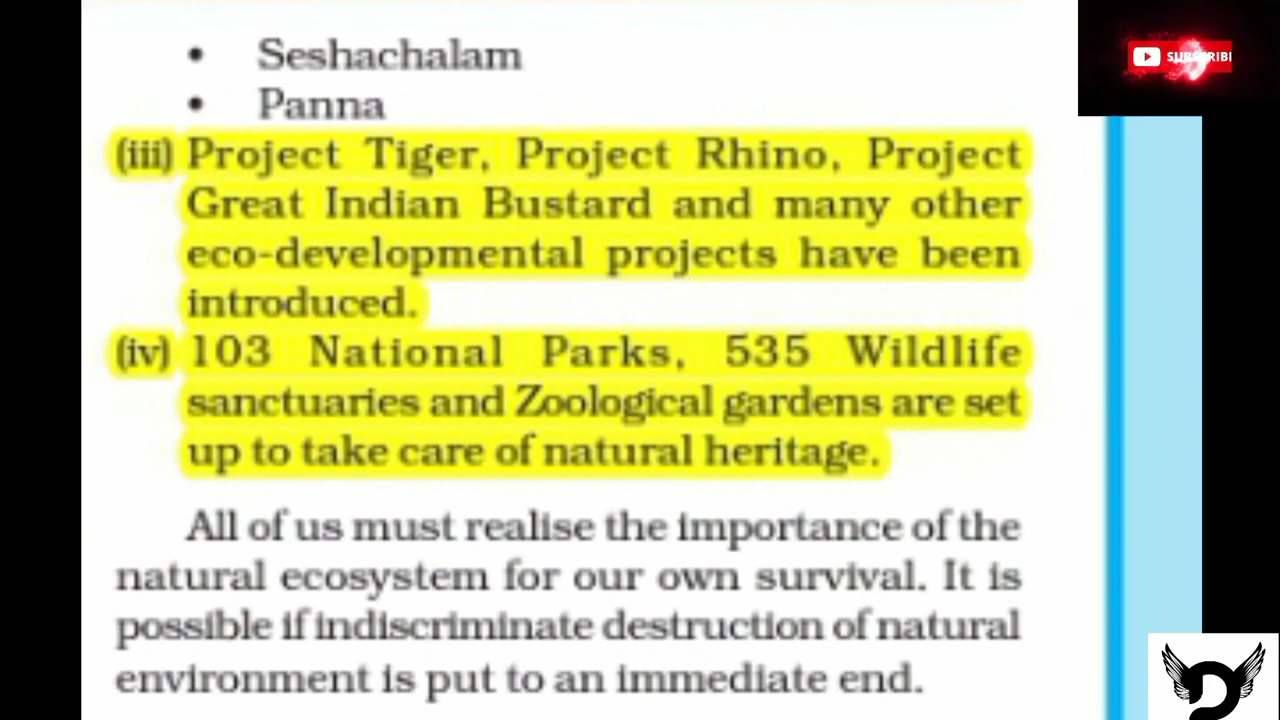 • Seshachalam
• Panna
(iii) Project Tiger, Project Rhino, Project
Great Indian Bustard and many other
eco-developmental projects have been
introduced.
(iv) 103 National Parks, 535 Wildlife
sanctuaries and Zoological gardens are set
up to take care of natural heritage.
All of us must realise the importance of the
natural ecosystem for our own survival. It is
possible if indiscriminate destruction of natural
environment is put to an immediate end.